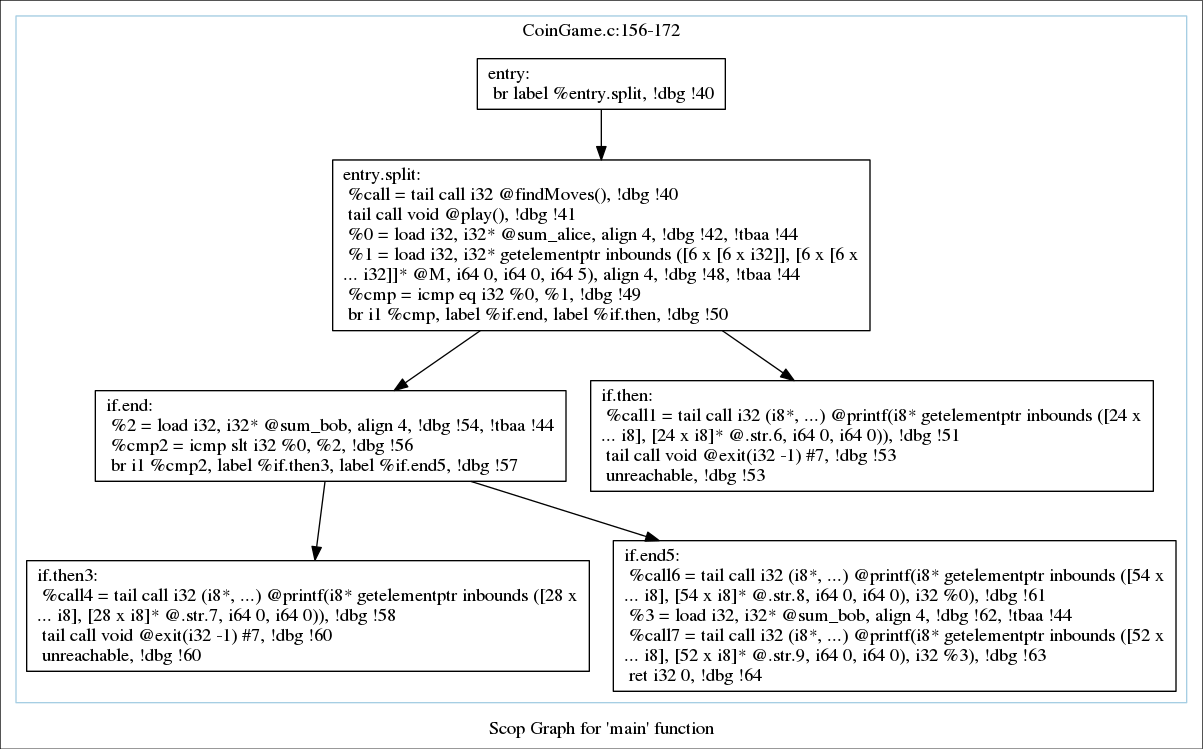 CoinGame.c:156-172
entry:
br label %entry.split, !dbg !40
entry.split:
%call = tail call i32 @findMoves(), !dbg !40
tail call void @play(), !dbg !41
%0 = load i32, i32* @sum_alice, align 4, !dbg !42, !tbaa !44
%1 = load i32, i32* getelementptr inbounds ([6 x [6 x i32]], [6 x [6 x
... i32]]* @M, i64 0, i64 0, i64 5), align 4, !dbg !48, !tbaa !44
%cmp = icmp eq i32 %0, %1, !dbg !49
br i1 %cmp, label %if.end, label %if.then, !dbg !50
if.end:
%2 = load i32, i32* @sum_bob, align 4, !dbg !54, !tbaa !44
%cmp2 = icmp slt i32 %0, %2, !dbg !56
br i1 %cmp2, label %if.then3, label %if.end5, !dbg !57
if.then:
%call1 = tail call i32 (i8*, ...) @printf(i8* getelementptr inbounds ([24 x
... i8], [24 x i8]* @.str.6, i64 0, i64 0)), !dbg !51
tail call void @exit(i32 -1) #7, !dbg !53
unreachable, !dbg !53
if.then3:
%call4 = tail call i32 (i8*, ...) @printf(i8* getelementptr inbounds ([28 x
... i8], [28 x i8]* @.str.7, i64 0, i64 0)), !dbg !58
tail call void @exit(i32 -1) #7, !dbg !60
unreachable, !dbg !60
if.end5:
%call6 = tail call i32 (i8*, ...) @printf(i8* getelementptr inbounds ([54 x
... i8], [54 x i8]* @.str.8, i64 0, i64 0), i32 %0), !dbg !61
%3 = load i32, i32* @sum_bob, align 4, !dbg !62, !tbaa !44
%call7 = tail call i32 (i8*, ...) @printf(i8* getelementptr inbounds ([52 x
... i8], [52 x i8]* @.str.9, i64 0, i64 0), i32 %3), !dbg !63
ret i32 0, !dbg !64
Scop Graph for 'main' function